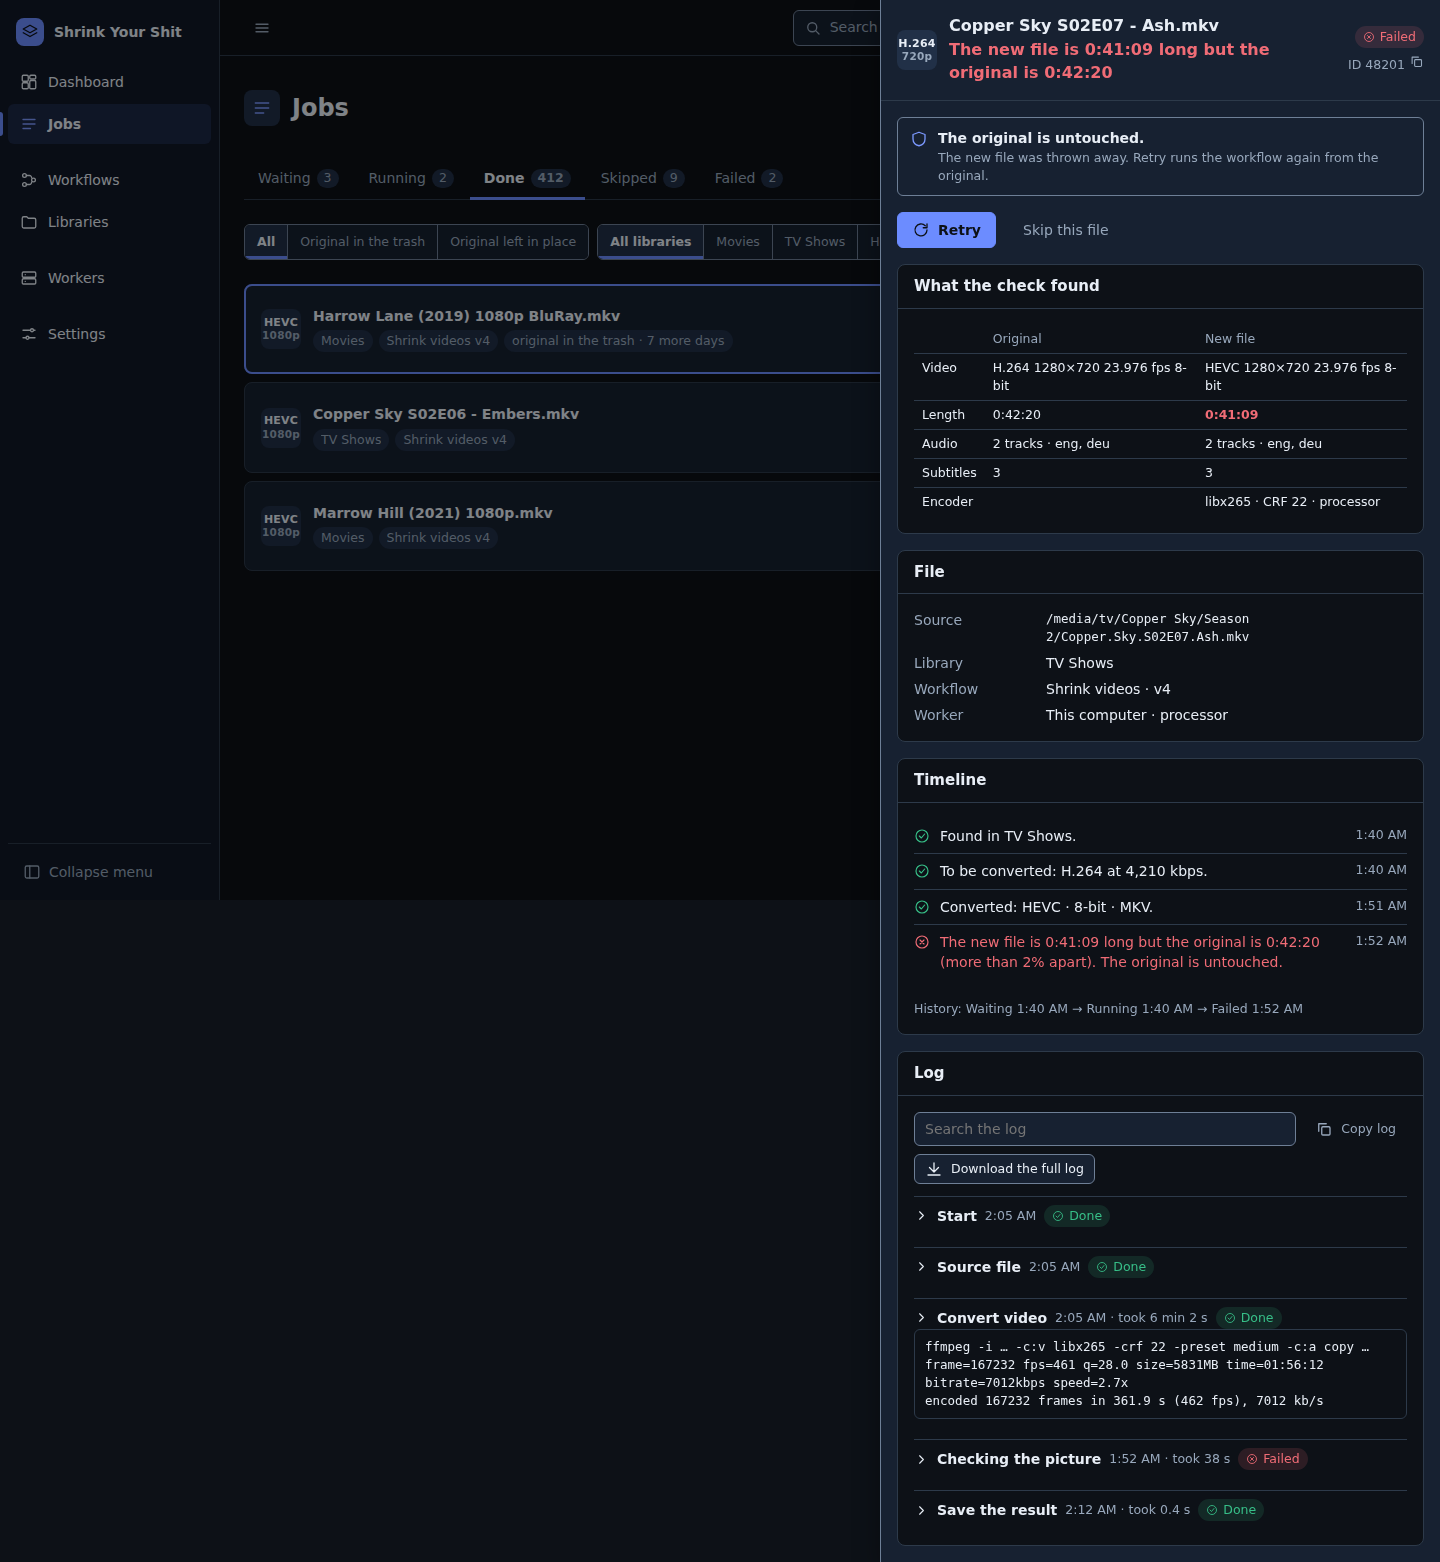 Shrink Your Shit
Dashboard
Jobs
Workflows
Libraries
Workers
Settings
Collapse menu
Search
Jobs
Waiting 3
Running 2
Done 412
Skipped 9
Failed 2
All
Original in the trash
Original left in place
All libraries
Movies
TV Shows
H
HEVC
1080p
Harrow Lane (2019) 1080p BluRay.mkv
Movies
Shrink videos v4
original in the trash · 7 more days
HEVC
1080p
Copper Sky S02E06 - Embers.mkv
TV Shows
Shrink videos v4
HEVC
1080p
Marrow Hill (2021) 1080p.mkv
Movies
Shrink videos v4
H.264
720p
Copper Sky S02E07 - Ash.mkv
The new file is 0:41:09 long but the
original is 0:42:20
Failed
ID 48201
The original is untouched.
The new file was thrown away. Retry runs the workflow again from the
original.
Retry
Skip this file
What the check found
Original New file
Video H.264 1280×720 23.976 fps 8-
bit HEVC 1280×720 23.976 fps 8-
bit
Length 0:42:20 0:41:09
Audio 2 tracks · eng, deu 2 tracks · eng, deu
Subtitles 3 3
Encoder libx265 · CRF 22 · processor
File
Source /media/tv/Copper Sky/Season
2/Copper.Sky.S02E07.Ash.mkv
Library TV Shows
Workflow Shrink videos · v4
Worker This computer · processor
Timeline
Found in TV Shows. 1:40 AM
To be converted: H.264 at 4,210 kbps. 1:40 AM
Converted: HEVC · 8-bit · MKV. 1:51 AM
The new file is 0:41:09 long but the original is 0:42:20 1:52 AM
(more than 2% apart). The original is untouched.
History: Waiting 1:40 AM → Running 1:40 AM → Failed 1:52 AM
Log
Search the log
Copy log
Download the full log
Start 2:05 AM Done
Source file 2:05 AM Done
Convert video 2:05 AM · took 6 min 2 s Done
ffmpeg -i … -c:v libx265 -crf 22 -preset medium -c:a copy …
frame=167232 fps=461 q=28.0 size=5831MB time=01:56:12
bitrate=7012kbps speed=2.7x
encoded 167232 frames in 361.9 s (462 fps), 7012 kb/s
Checking the picture 1:52 AM · took 38 s Failed
Save the result 2:12 AM · took 0.4 s Done